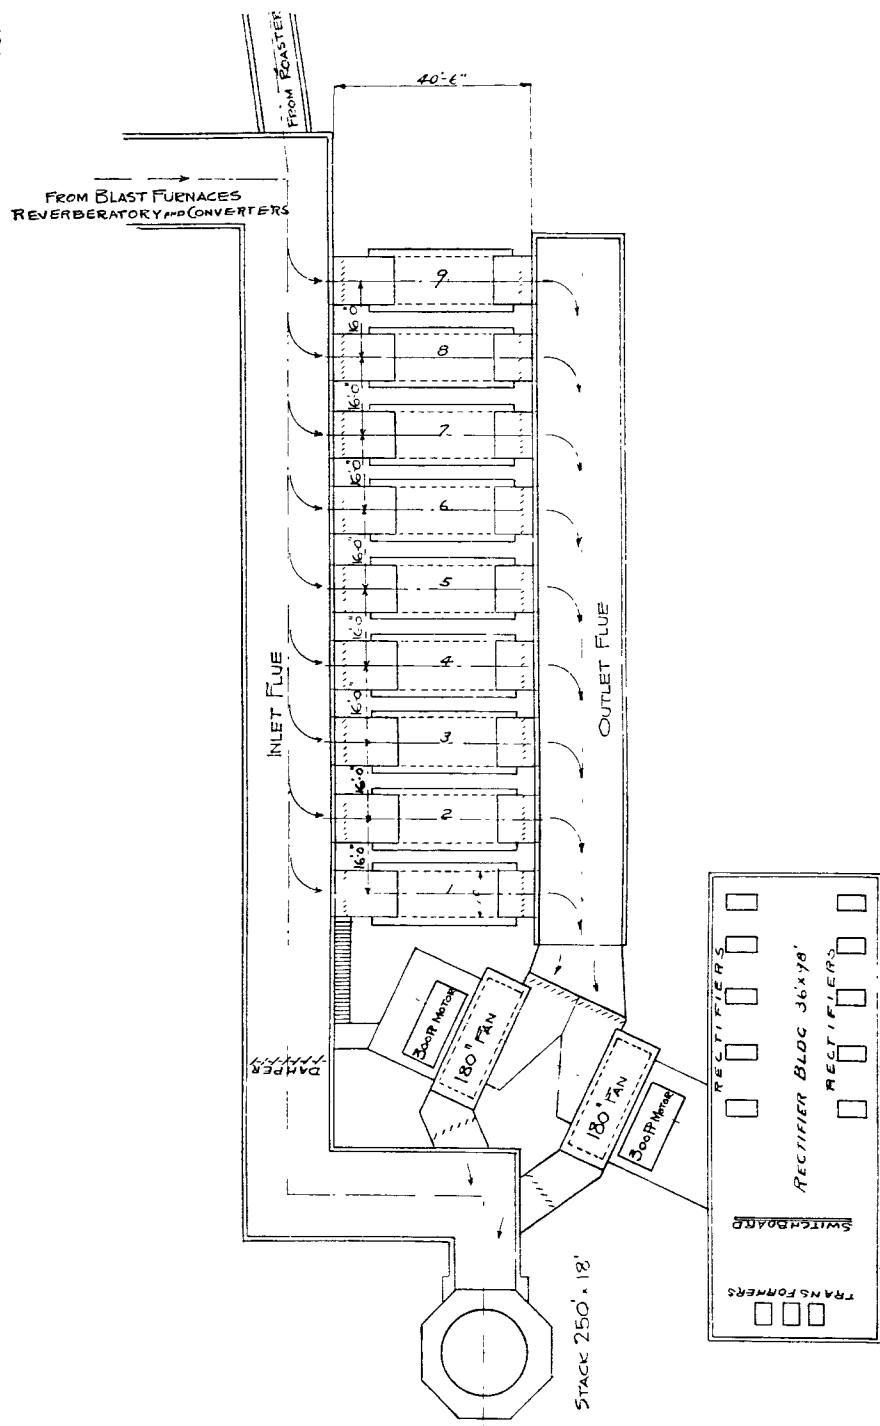 FROM ROASTER
40'-6"
FROM BLAST FURNACES
REVERBERATORY AND CONVERTERS
9
16'0"
8
16'0"
7
16'0"
6
16'0"
5
16'0"
4
16'0"
3
16'0"
2
16'0"
1
INLET FLUE
OUTLET FLUE
DAMPER
300HP MOTOR
180" FAN
180" FAN
300HP MOTOR
RECTIFIERS
RECTIFIER BLDG 36'x98'
RECTIFIERS
SWITCHBOARD
TRANSFORMERS
STACK 250'x18'